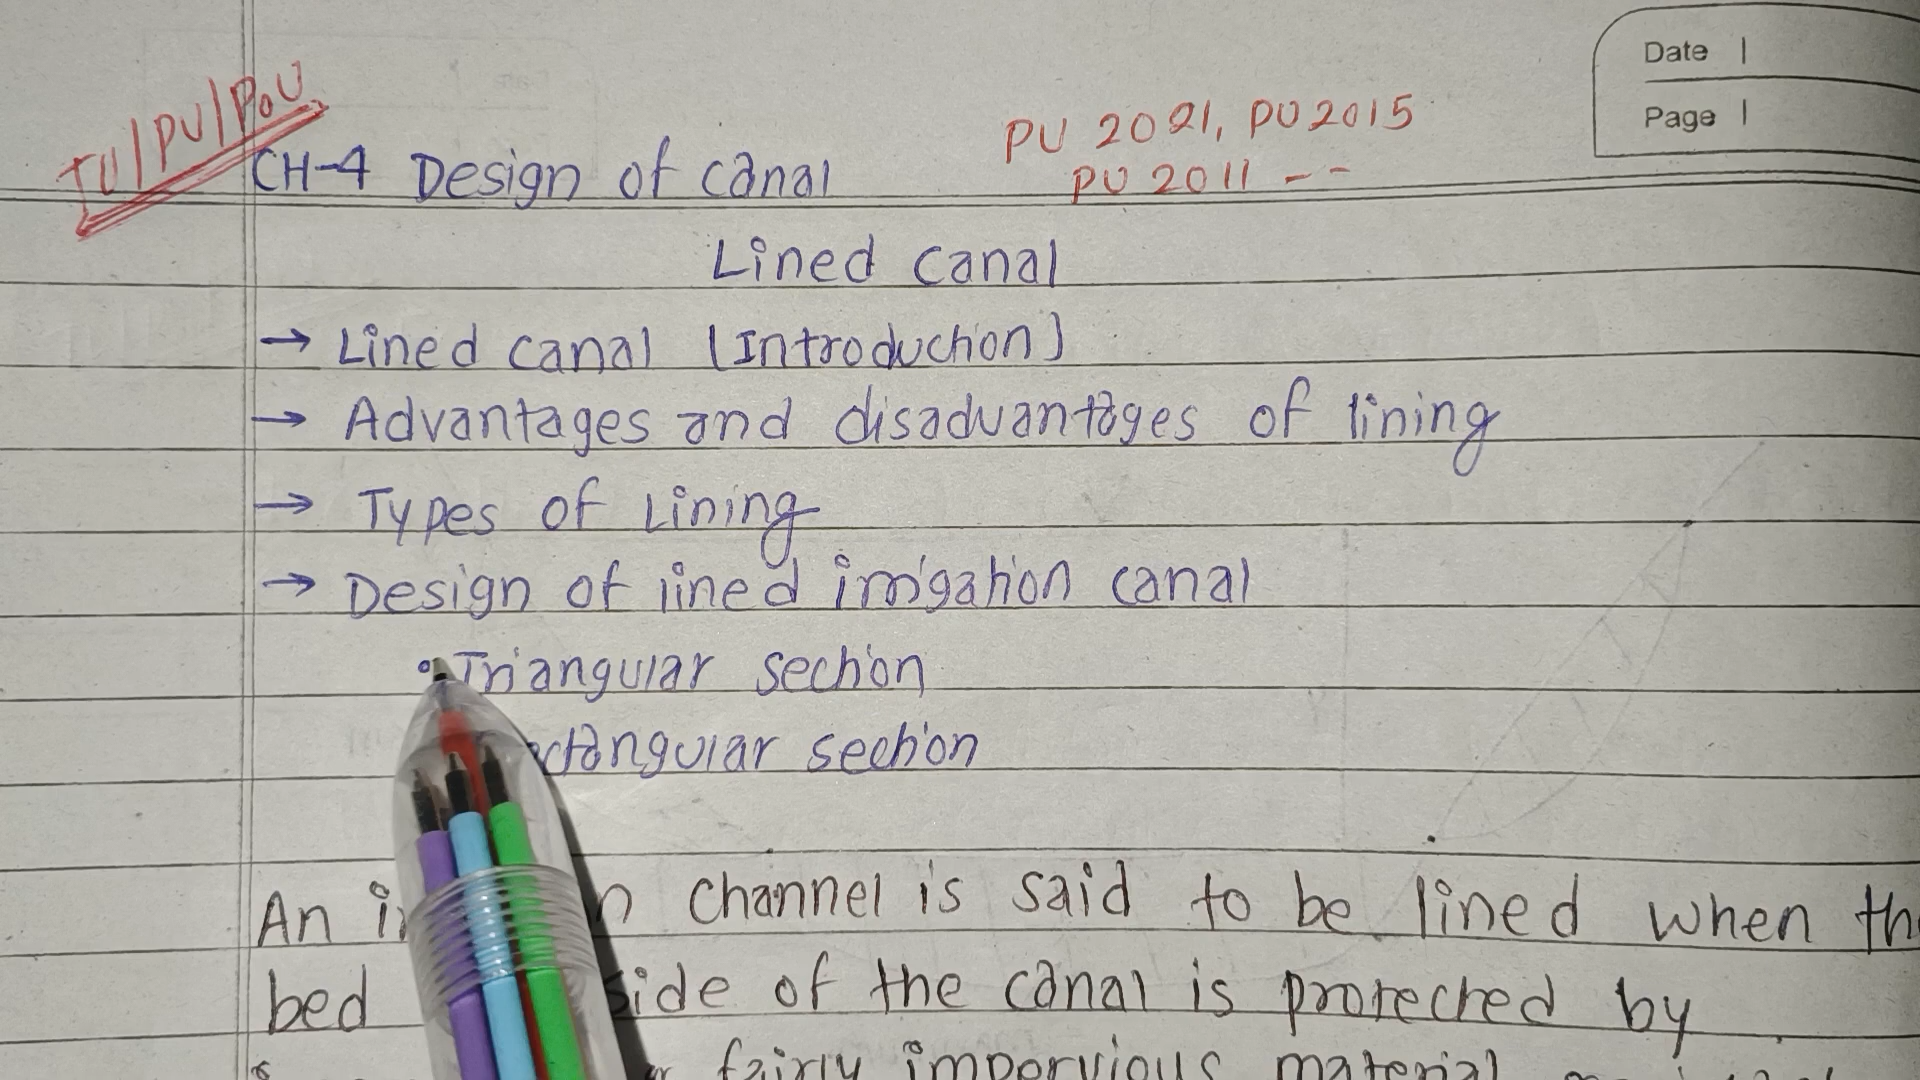 Date |
Page |
TU/PU/PoU
PU 2021, PU 2015
PU 2011 --
CH-4 Design of canal
Lined canal
→ Lined canal (Introduction)
→ Advantages and disadvantages of lining
→ Types of Lining
→ Design of lined irrigation canal
• Triangular section
section
An channel is said to be lined when
bed side of the canal is protected by
fairly impervious material